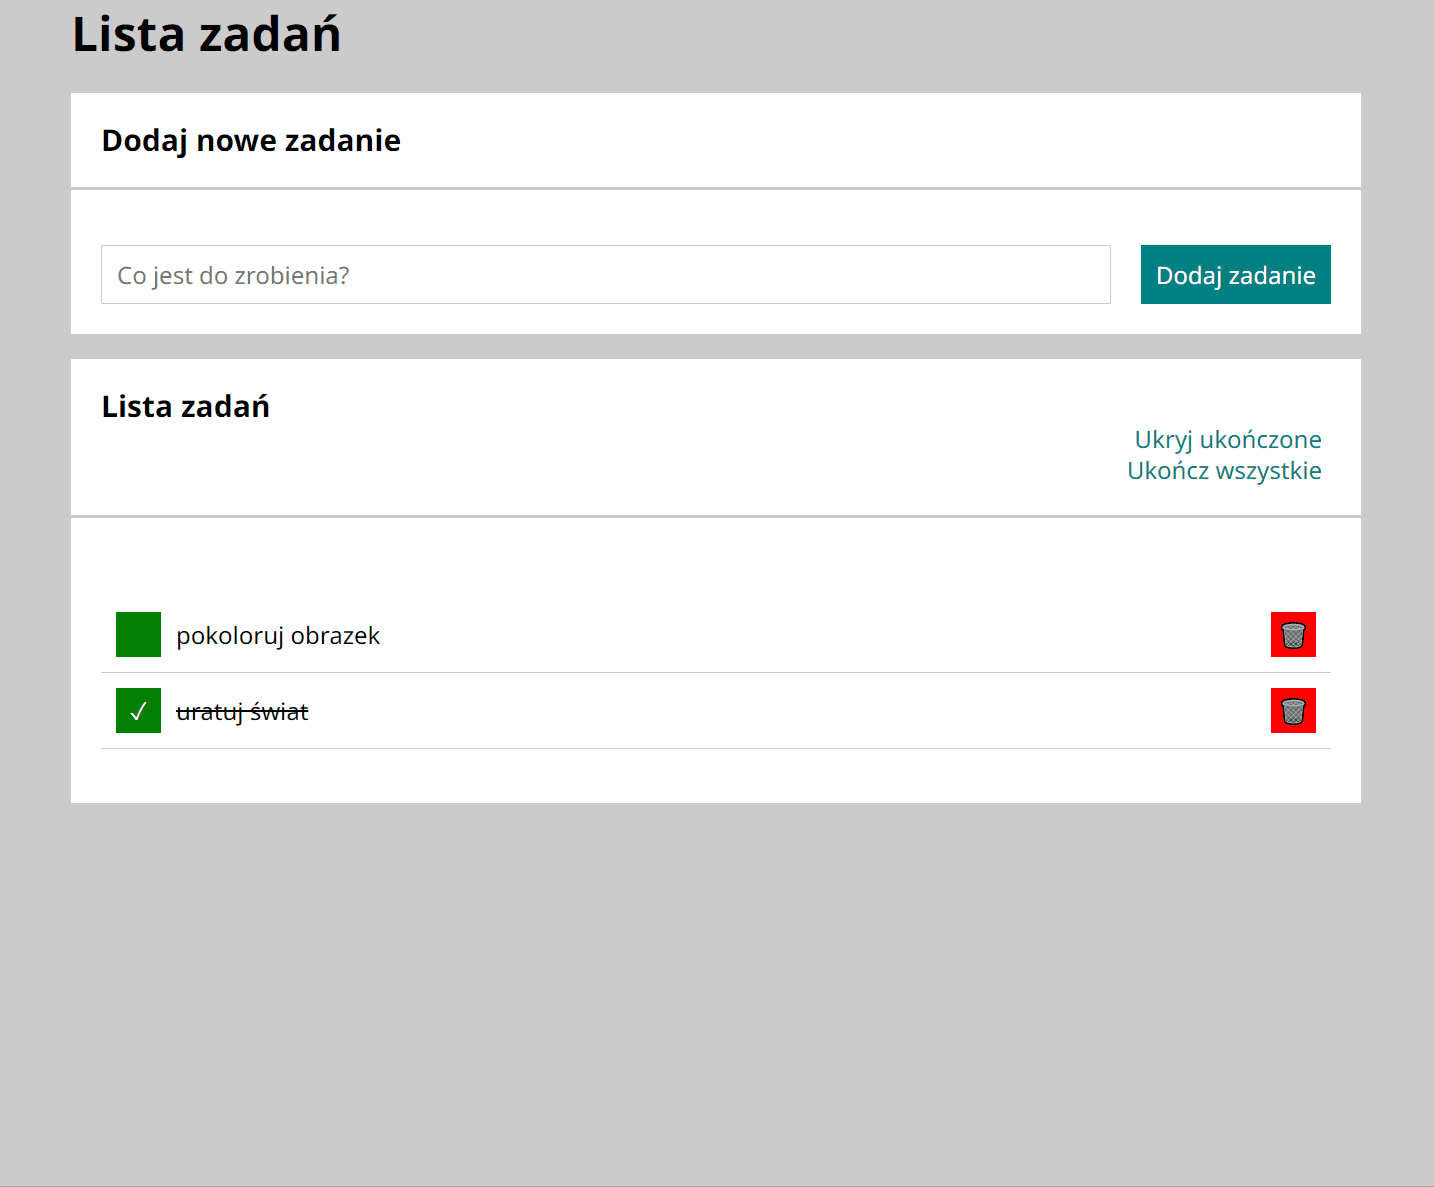 Lista zadań
Dodaj nowe zadanie
Co jest do zrobienia?
Dodaj zadanie
Lista zadań
Ukryj ukończone
Ukończ wszystkie
pokoloruj obrazek
✓ uratuj świat